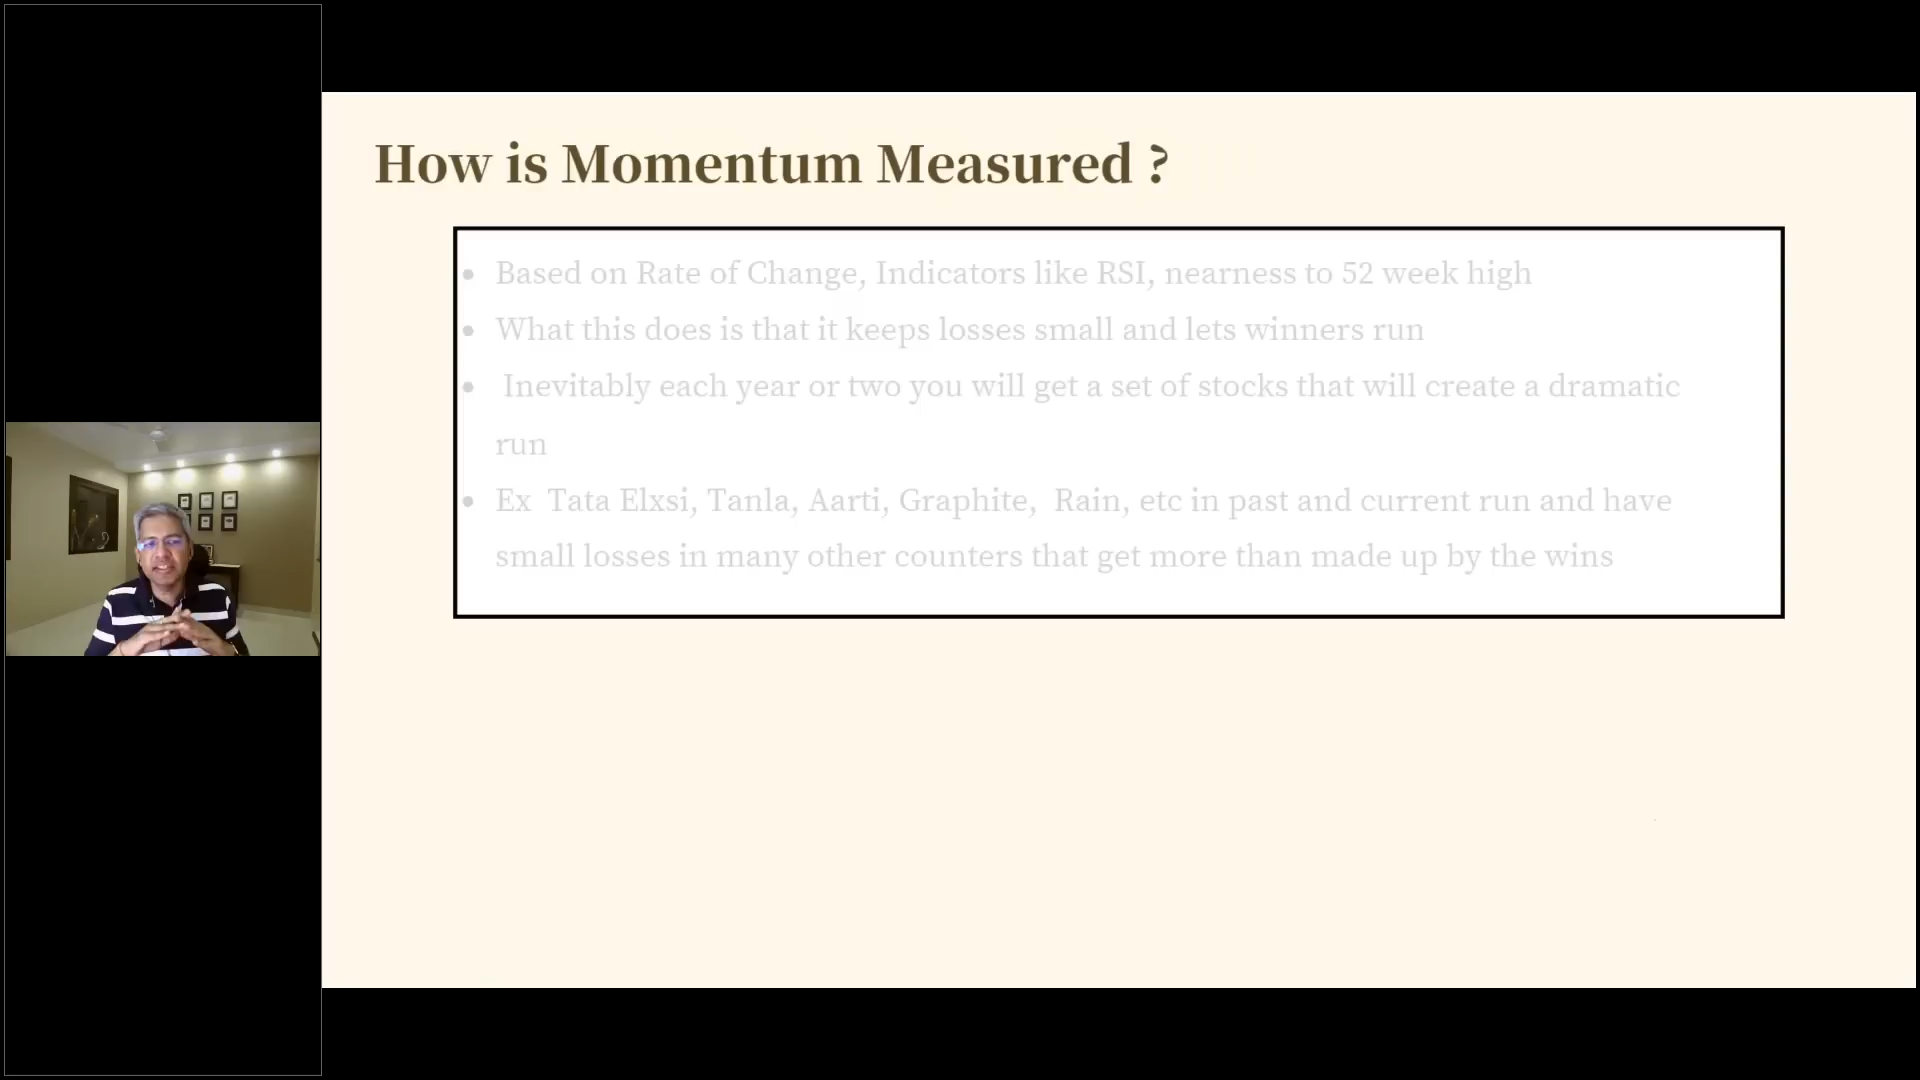 How is Momentum Measured ?
• Based on Rate of Change, Indicators like RSI, nearness to 52 week high
• What this does is that it keeps losses small and lets winners run
• Inevitably each year or two you will get a set of stocks that will create a dramatic
run
• Ex Tata Elxsi, Tanla, Aarti, Graphite, Rain, etc in past and current run and have
small losses in many other counters that get more than made up by the wins